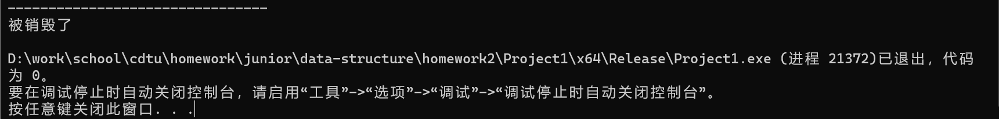 --------------------------------
被销毁了
D:\work\school\cdtu\homework\junior\data-structure\homework2\Project1\x64\Release\Project1.exe (进程 21372)已退出，代码
为 0。
要在调试停止时自动关闭控制台，请启用“工具”->“选项”->“调试”->“调试停止时自动关闭控制台”。
按任意键关闭此窗口. . .